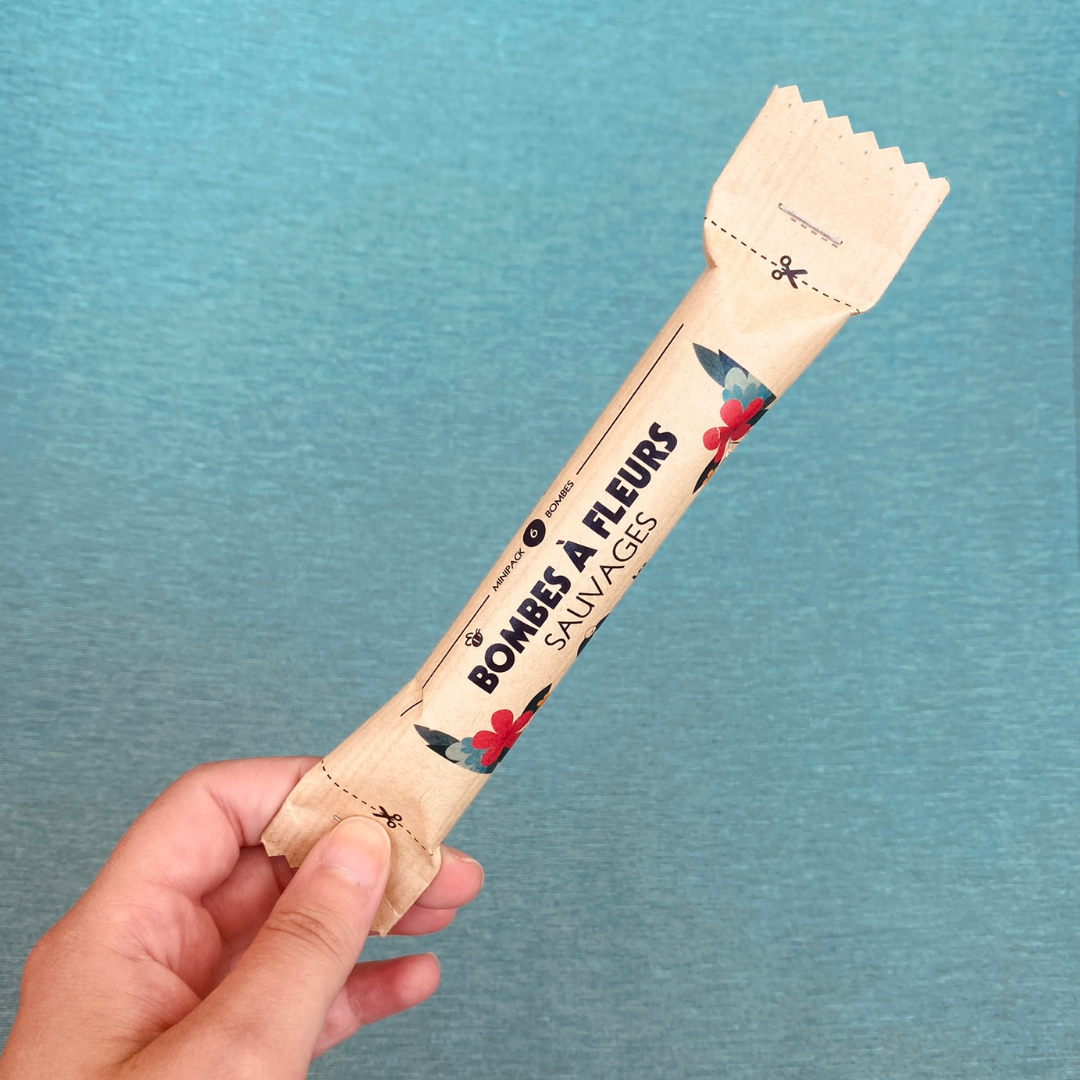 MINIPACK 6 BOMBES
BOMBES À FLEURS
SAUVAGES